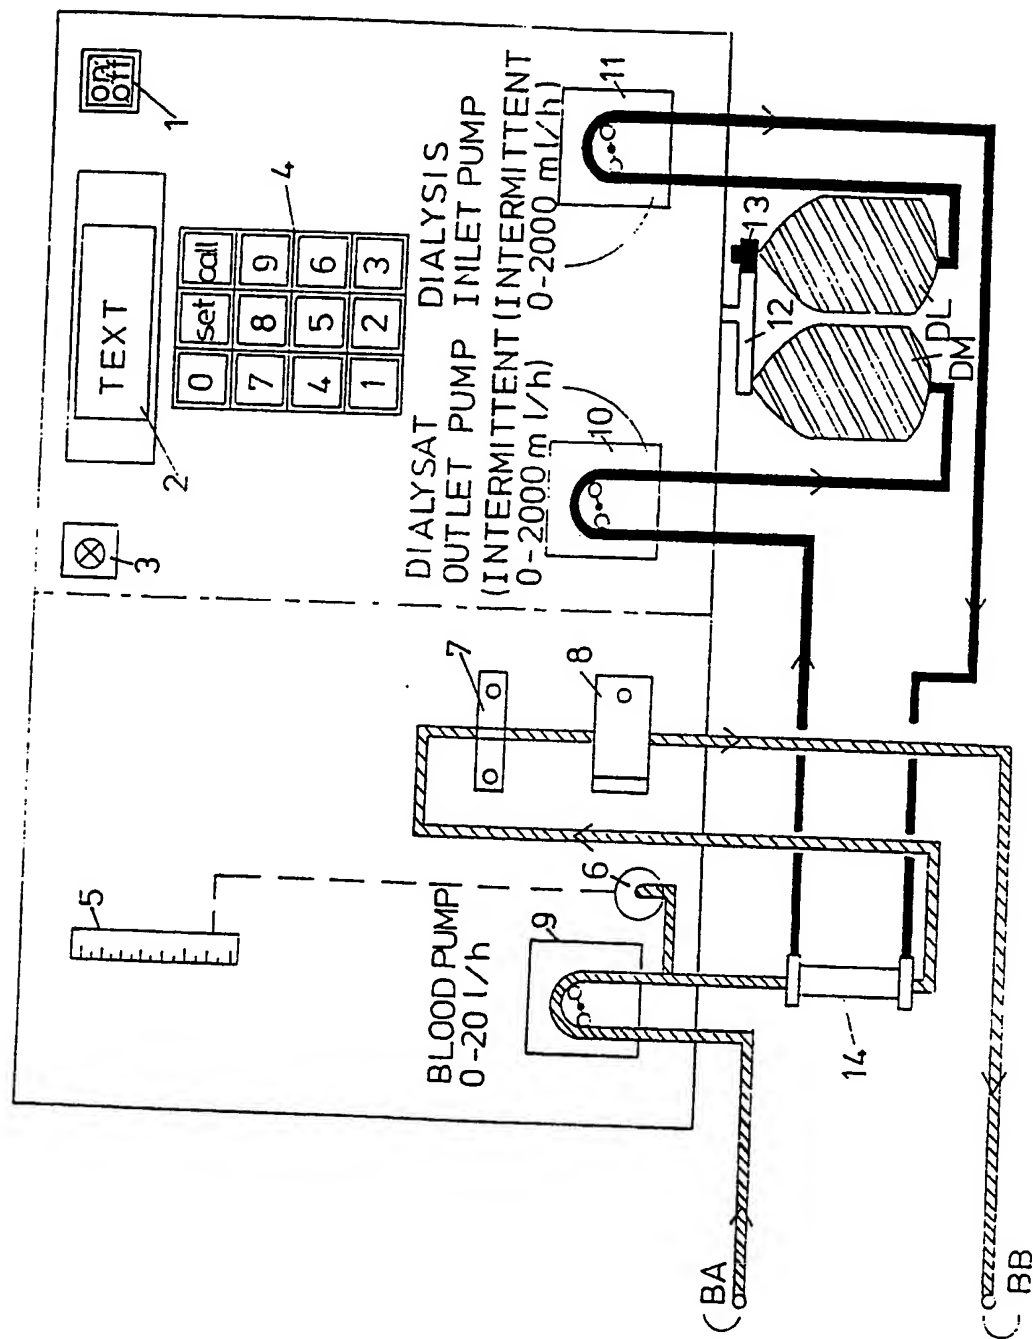 on
off
1
TEXT
2
3
0 set call
7 8 9
4 5 6
1 2 3
4
5
DIALYSAT
OUTLET PUMP
(INTERMITTENT
0-2000 ml/h)
DIALYSIS
INLET PUMP
(INTERMITTENT
0-2000 ml/h)
BLOOD PUMP
0-20 l/h
6
7
8
9
10
11
12
13
14
DL
DM
BA
BB